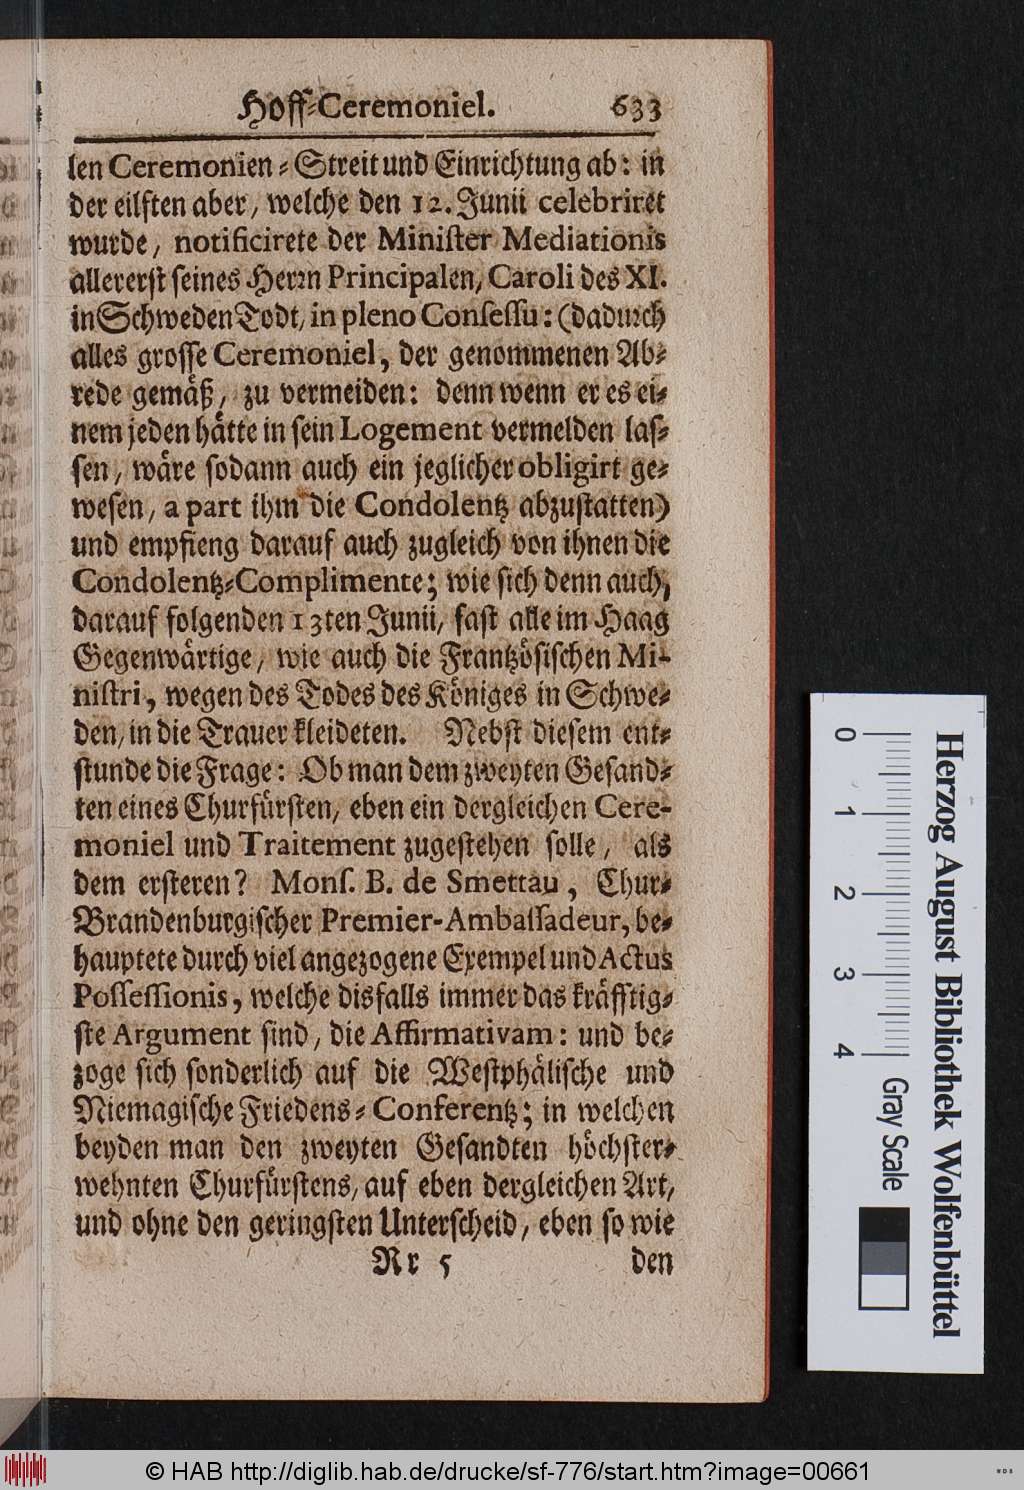 Hoff-Ceremoniel. 633
len Ceremonien-Streit und Einrichtung ab: in
der eilften aber, welche den 12. Junii celebriret
wurde, notificirete der Miniſter Mediationis
allererſt ſeines Herrn Principalen, Caroli des XI.
in Schweden Todt, in pleno Conſeſſu: (dadurch
alles groſſe Ceremoniel, der genommenen Ab-
rede gemäß, zu vermeiden: denn wenn er es ei-
nem jeden hätte in ſein Logement vermelden laſ-
ſen, wäre ſodann auch ein jeglicher obligirt ge-
weſen, a part ihm die Condolentz abzuſtatten)
und empfieng darauf auch zugleich von ihnen die
Condolentz-Complimente; wie ſich denn auch,
darauf folgenden 13ten Junii, faſt alle im Haag
Gegenwärtige, wie auch die Frantzöſiſchen Mi-
niſtri, wegen des Todes des Königes in Schwe-
den, in die Trauer kleideten. Nebſt dieſem ent-
ſtunde die Frage: Ob man dem zweyten Geſand-
ten eines Churfürſten, eben ein dergleichen Cere-
moniel und Traitement zugeſtehen ſolle, als
dem erſteren? Monſ. B. de Smettau, Chur-
Brandenburgiſcher Premier-Ambaſſadeur, be-
hauptete durch viel angezogene Exempel und Actus
Poſſeſſionis, welche disfalls immer das kräfftig-
ſte Argument ſind, die Affirmativam: und be-
zoge ſich ſonderlich auf die Weſtphäliſche und
Niemagiſche Friedens-Conferentz; in welchen
beyden man den zweyten Geſandten höchſter-
wehnten Churfürſtens, auf eben dergleichen Art,
und ohne den geringſten Unterſcheid, eben ſo wie
Rr 5 den
0 1 2 3 4 Gray Scale
Herzog August Bibliothek Wolfenbüttel
© HAB http://diglib.hab.de/drucke/sf-776/start.htm?image=00661